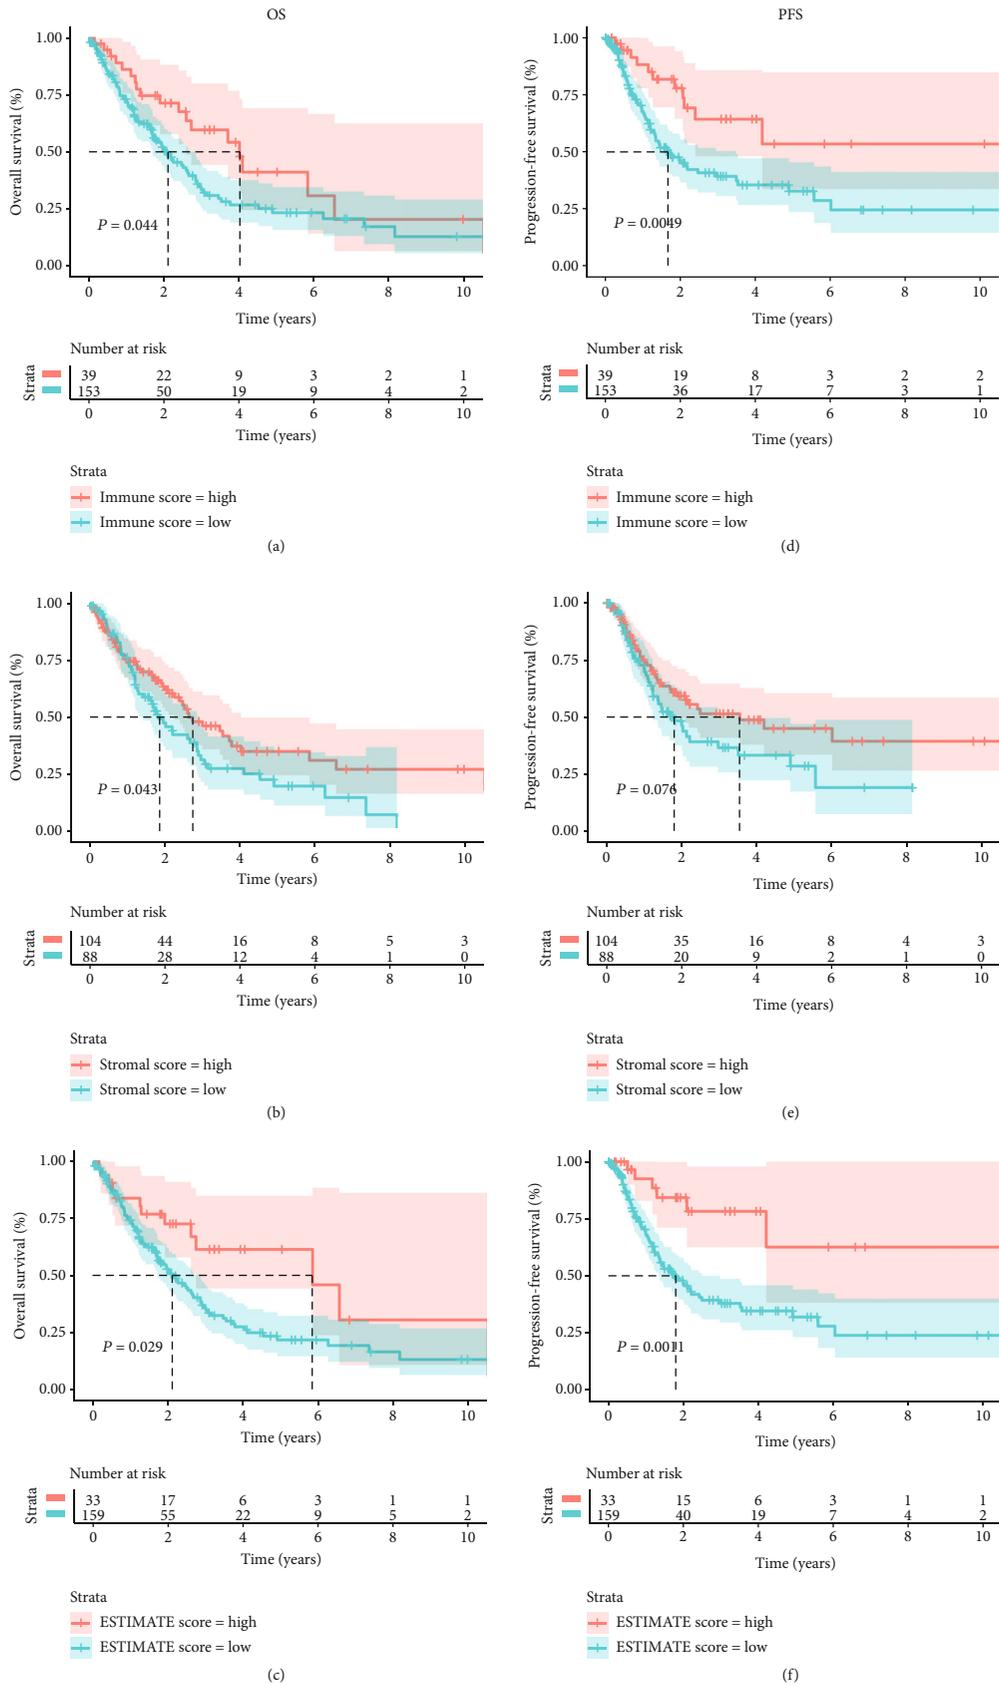 OS
Overall survival (%)
1.00
0.75
0.50
0.25
0.00
P = 0.044
0 2 4 6 8 10
Time (years)
Number at risk
Strata
39 22 9 3 2 1
153 50 19 9 4 2
0 2 4 6 8 10
Time (years)
Strata
Immune score = high
Immune score = low
(a)
PFS
Progression-free survival (%)
1.00
0.75
0.50
0.25
0.00
P = 0.0049
0 2 4 6 8 10
Time (years)
Number at risk
Strata
39 19 8 3 2 2
153 36 17 7 3 1
0 2 4 6 8 10
Time (years)
Strata
Immune score = high
Immune score = low
(d)
Overall survival (%)
1.00
0.75
0.50
0.25
0.00
P = 0.043
0 2 4 6 8 10
Time (years)
Number at risk
Strata
104 44 16 8 5 3
88 28 12 4 1 0
0 2 4 6 8 10
Time (years)
Strata
Stromal score = high
Stromal score = low
(b)
Progression-free survival (%)
1.00
0.75
0.50
0.25
0.00
P = 0.076
0 2 4 6 8 10
Time (years)
Number at risk
Strata
104 35 16 8 4 3
88 20 9 2 1 0
0 2 4 6 8 10
Time (years)
Strata
Stromal score = high
Stromal score = low
(e)
Overall survival (%)
1.00
0.75
0.50
0.25
0.00
P = 0.029
0 2 4 6 8 10
Time (years)
Number at risk
Strata
33 17 6 3 1 1
159 55 22 9 5 2
0 2 4 6 8 10
Time (years)
Strata
ESTIMATE score = high
ESTIMATE score = low
(c)
Progression-free survival (%)
1.00
0.75
0.50
0.25
0.00
P = 0.0011
0 2 4 6 8 10
Time (years)
Number at risk
Strata
33 15 6 3 1 1
159 40 19 7 4 2
0 2 4 6 8 10
Time (years)
Strata
ESTIMATE score = high
ESTIMATE score = low
(f)